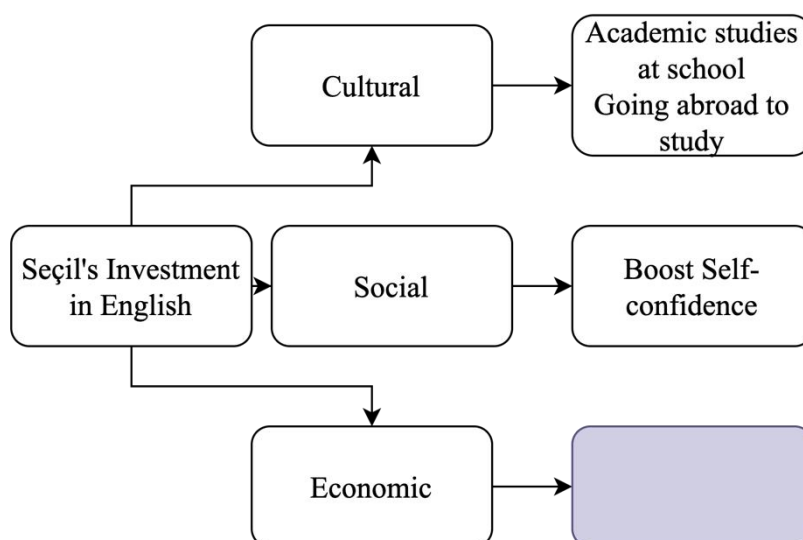 Cultural
Academic studies
at school
Going abroad to
study
Seçil's Investment
in English
Social
Boost Self-
confidence
Economic